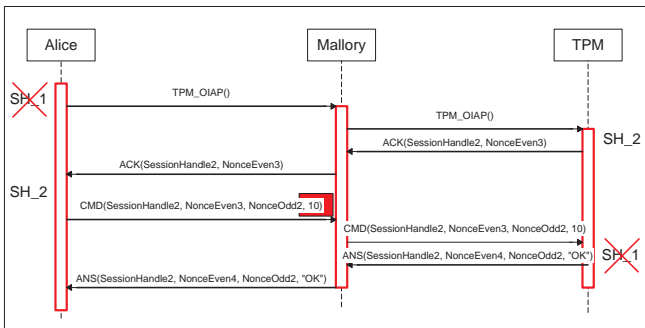 Alice
Mallory
TPM
SH_1
TPM_OIAP()
TPM_OIAP()
ACK(SessionHandle2, NonceEven3)
SH_2
ACK(SessionHandle2, NonceEven3)
SH_2
CMD(SessionHandle2, NonceEven3, NonceOdd2, 10)
CMD(SessionHandle2, NonceEven3, NonceOdd2, 10)
ANS(SessionHandle2, NonceEven4, NonceOdd2, "OK")
SH_1
ANS(SessionHandle2, NonceEven4, NonceOdd2, "OK")